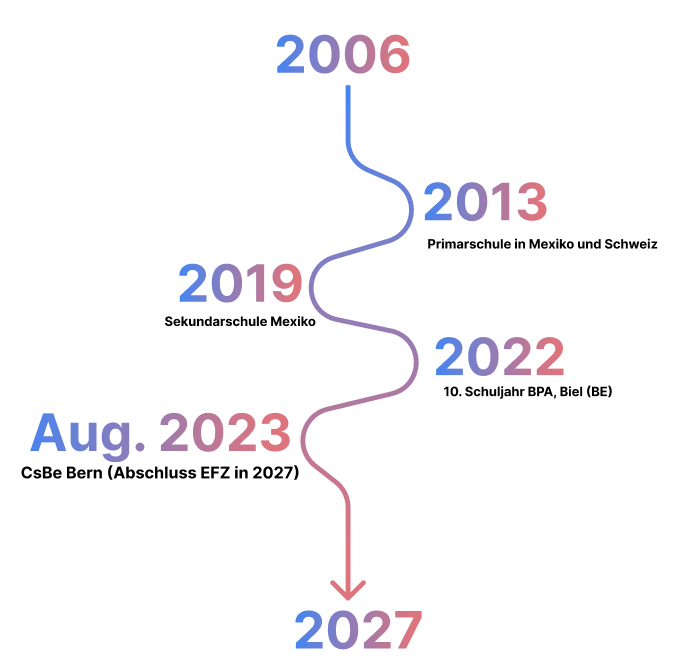 2006
2013
Primarschule in Mexiko und Schweiz
2019
Sekundarschule Mexiko
2022
10. Schuljahr BPA, Biel (BE)
Aug. 2023
CsBe Bern (Abschluss EFZ in 2027)
2027